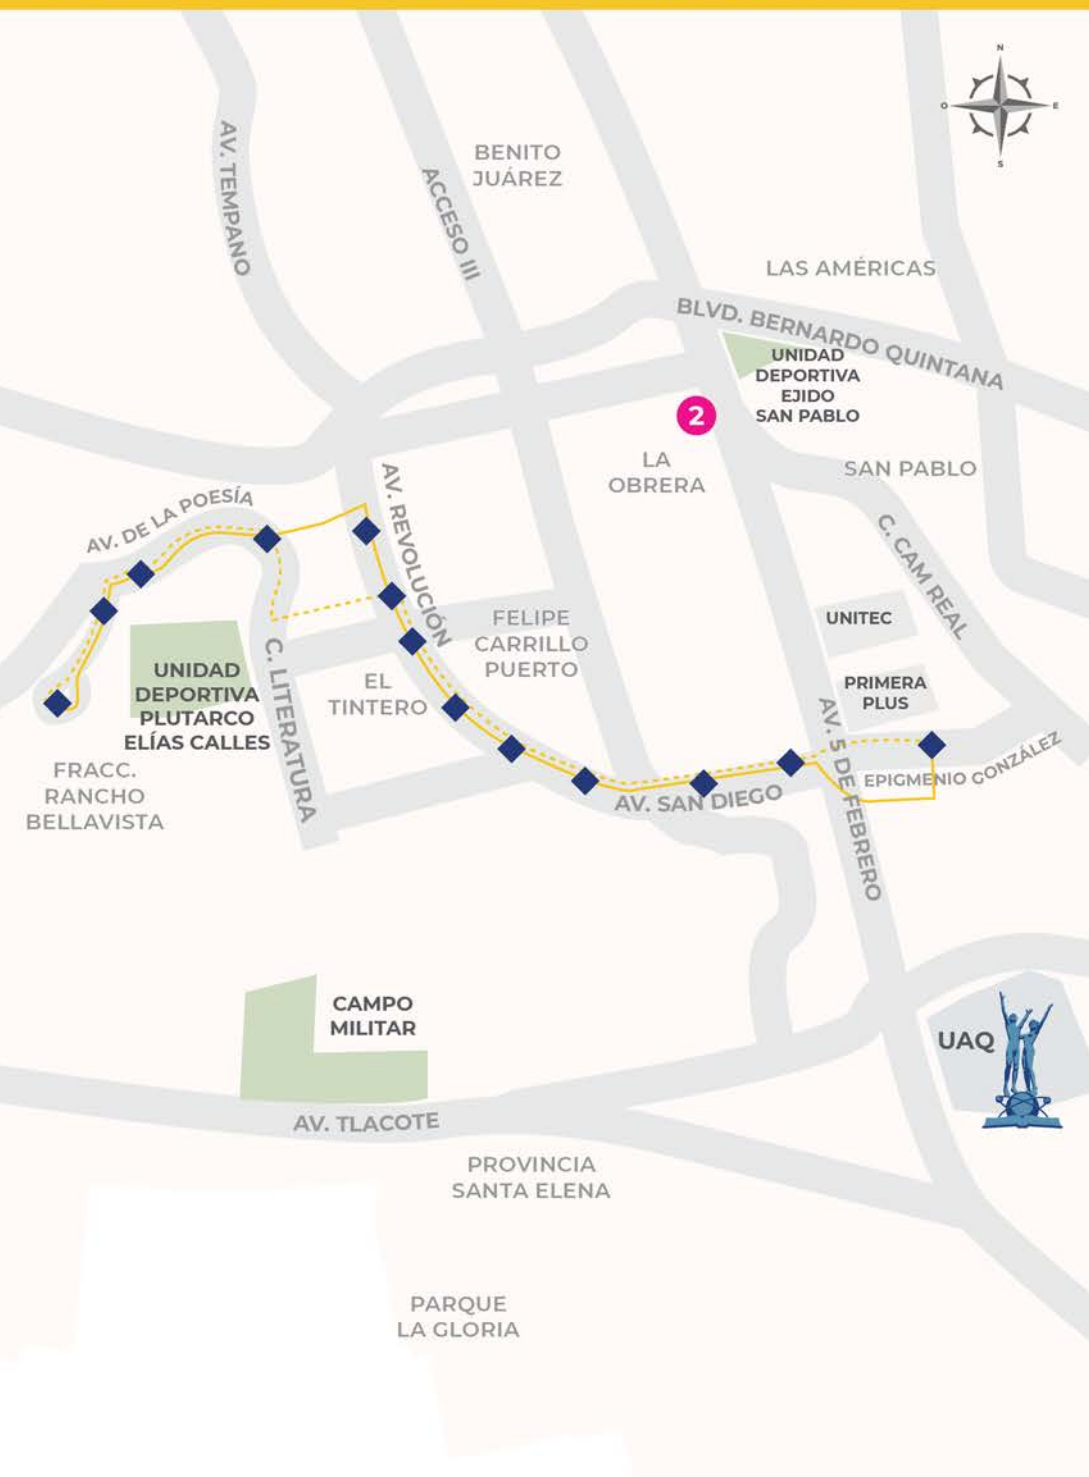 N
O
E
S
AV. TEMPANO
ACCESO III
BENITO
JUÁREZ
LAS AMÉRICAS
BLVD. BERNARDO QUINTANA
UNIDAD
DEPORTIVA
EJIDO
SAN PABLO
2
LA
OBRERA
SAN PABLO
AV. DE LA POESÍA
AV. REVOLUCIÓN
C. CAM REAL
UNITEC
FELIPE
CARRILLO
PUERTO
UNIDAD
DEPORTIVA
PLUTARCO
ELÍAS CALLES
C. LITERATURA
EL
TINTERO
PRIMERA
PLUS
AV. 5 DE FEBRERO
EPIGMENIO GONZÁLEZ
FRACC.
RANCHO
BELLAVISTA
AV. SAN DIEGO
CAMPO
MILITAR
UAQ
AV. TLACOTE
PROVINCIA
SANTA ELENA
PARQUE
LA GLORIA